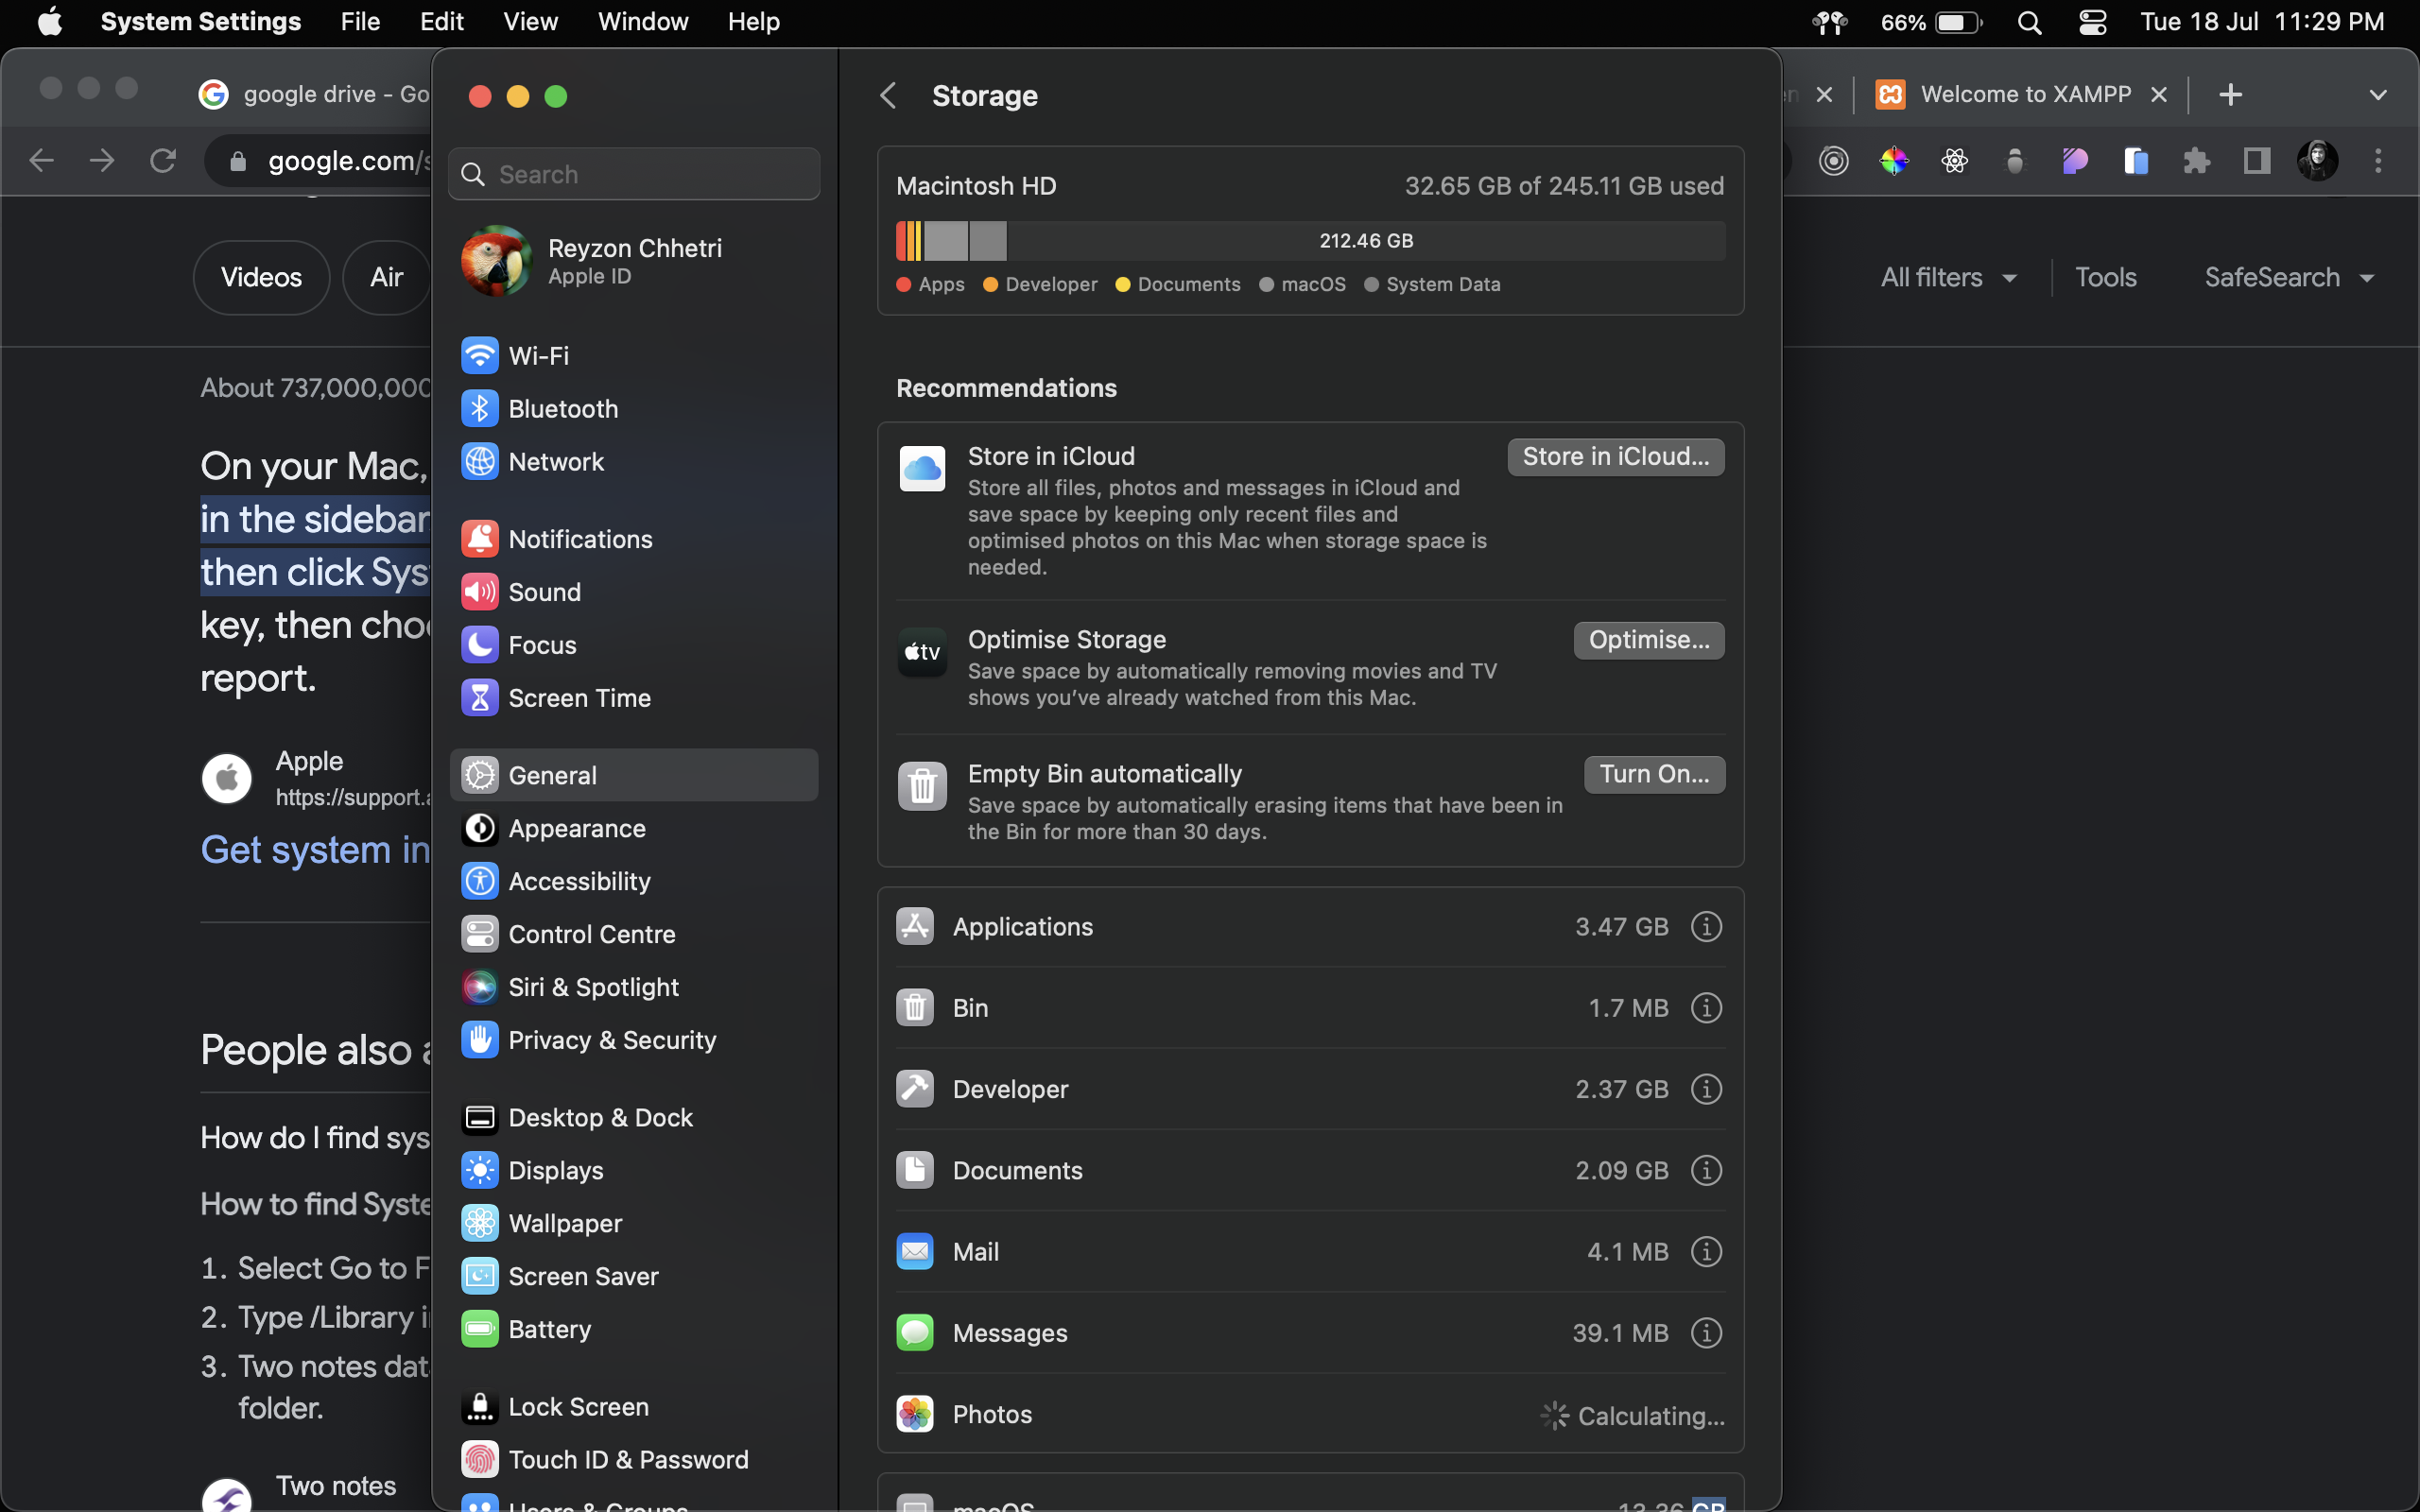 System Settings File Edit View Window Help 66% Tue 18 Jul 11:29 PM
google drive - Go
Welcome to XAMPP
google.com/s
Videos
Air
All filters
Tools
SafeSearch
About 737,000,000
On your Mac,
in the sidebar
then click Sys
key, then cho
report.
Apple
https://support.a
Get system in
People also a
How do I find sys
How to find Syste
1. Select Go to F
2. Type /Library i
3. Two notes dat
folder.
Two notes
Search
Reyzon Chhetri
Apple ID
Wi-Fi
Bluetooth
Network
Notifications
Sound
Focus
Screen Time
General
Appearance
Accessibility
Control Centre
Siri & Spotlight
Privacy & Security
Desktop & Dock
Displays
Wallpaper
Screen Saver
Battery
Lock Screen
Touch ID & Password
Users & Groups
Storage
Macintosh HD
32.65 GB of 245.11 GB used
212.46 GB
Apps Developer Documents macOS System Data
Recommendations
Store in iCloud
Store in iCloud...
Store all files, photos and messages in iCloud and
save space by keeping only recent files and
optimised photos on this Mac when storage space is
needed.
tv
Optimise Storage
Optimise...
Save space by automatically removing movies and TV
shows you've already watched from this Mac.
Empty Bin automatically
Turn On...
Save space by automatically erasing items that have been in
the Bin for more than 30 days.
Applications 3.47 GB
Bin 1.7 MB
Developer 2.37 GB
Documents 2.09 GB
Mail 4.1 MB
Messages 39.1 MB
Photos Calculating...
macOS 13.36 GB